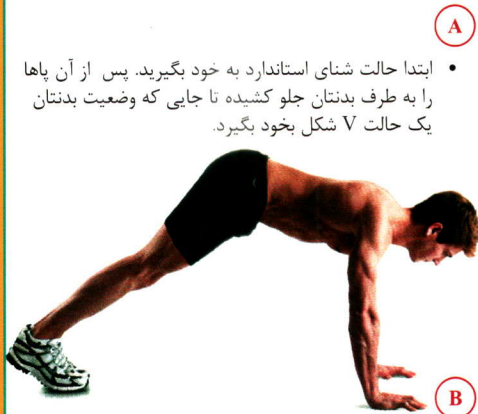 A
• ابتدا حالت شنای استاندارد به خود بگیرید. پس از آن پاها
را به طرف بدنتان جلو کشیده تا جایی که وضعیت بدنتان
یک حالت V شکل بخود بگیرد.
B